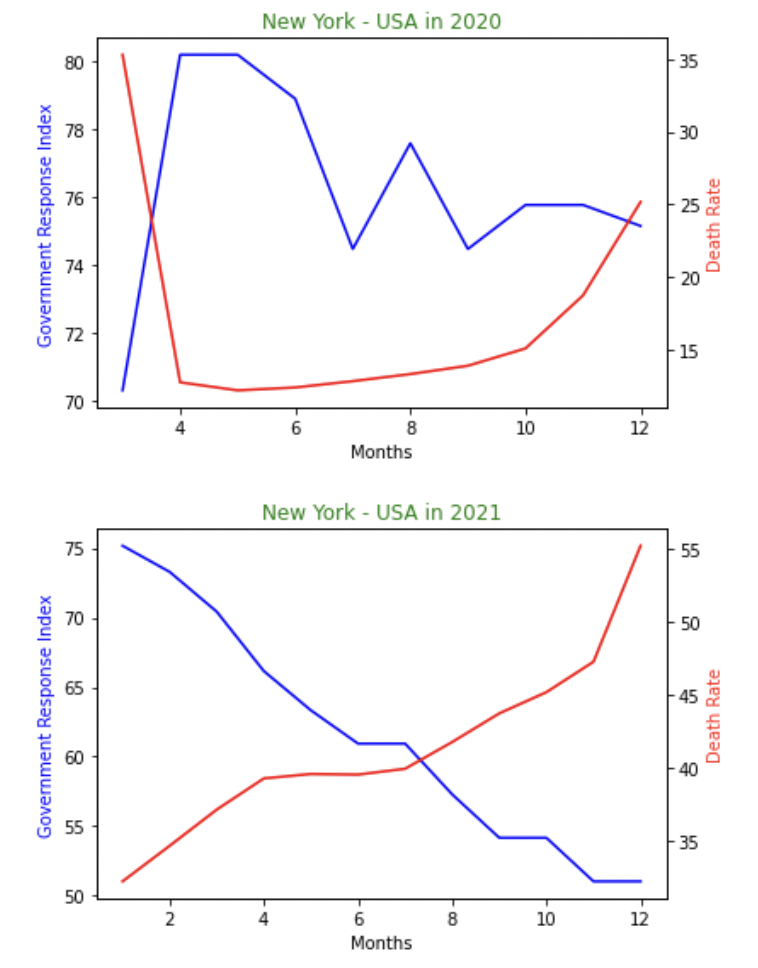 New York - USA in 2020
80
78
76
74
72
70
Government Response Index
35
30
25
20
15
Death Rate
4 6 8 10 12
Months
New York - USA in 2021
75
70
65
60
55
50
Government Response Index
55
50
45
40
35
Death Rate
2 4 6 8 10 12
Months